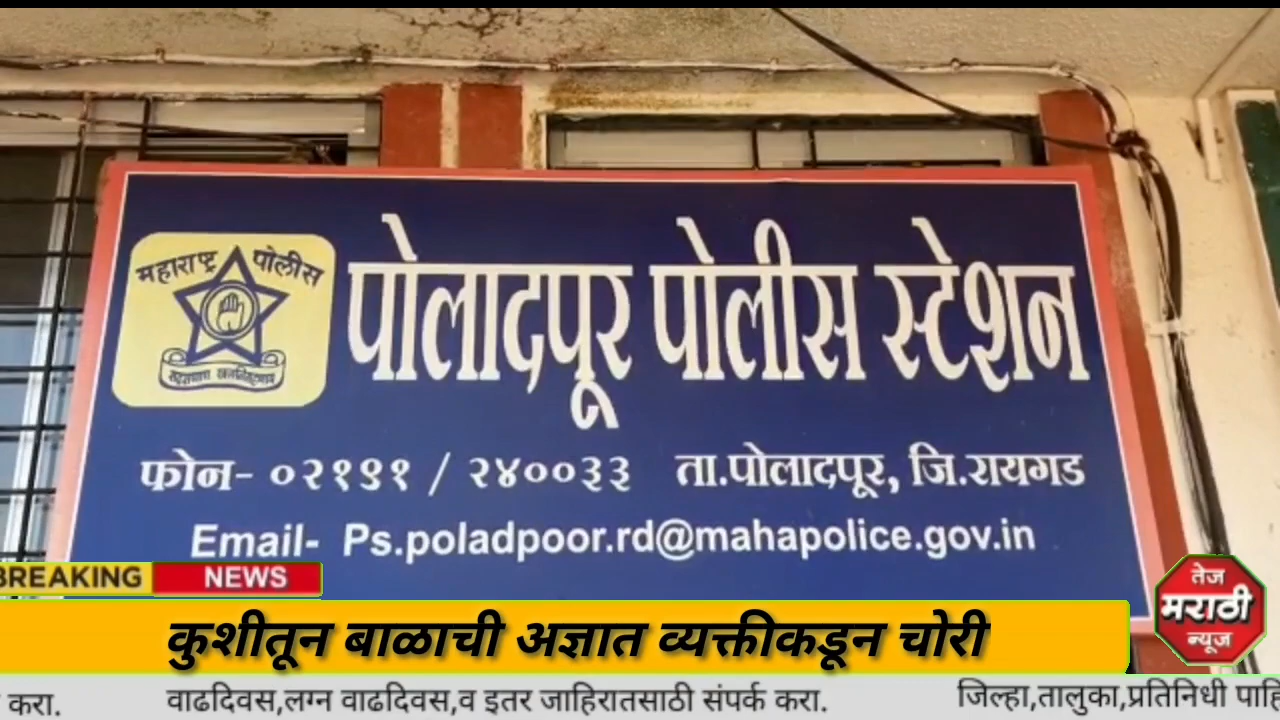 महाराष्ट्र पोलीस
पोलादपूर पोलीस स्टेशन
फोन- ०२१९१ / २४००३३ ता.पोलादपूर, जि.रायगड
Email- Ps.poladpoor.rd@mahapolice.gov.in
BREAKING NEWS
कुशीतून बाळाची अज्ञात व्यक्तीकडून चोरी
तेज
मराठी
न्यूज
करा. वाढदिवस,लग्न वाढदिवस,व इतर जाहिरातसाठी संपर्क करा. जिल्हा,तालुका,प्रतिनिधी